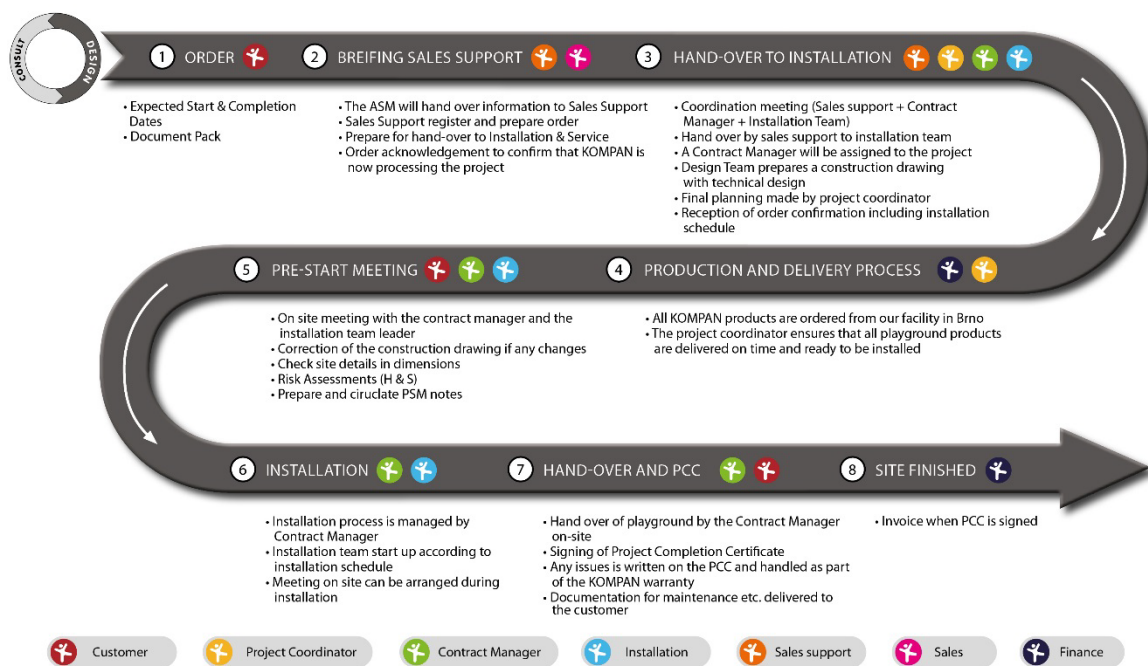 CONSULT
DESIGN
1 ORDER
• Expected Start & Completion
Dates
• Document Pack
2 BREIFING SALES SUPPORT
• The ASM will hand over information to Sales Support
• Sales Support register and prepare order
• Prepare for hand-over to Installation & Service
• Order acknowledgement to confirm that KOMPAN is
now processing the project
3 HAND-OVER TO INSTALLATION
• Coordination meeting (Sales support + Contract
Manager + Installation Team)
• Hand over by sales support to installation team
• A Contract Manager will be assigned to the project
• Design Team prepares a construction drawing
with technical design
• Final planning made by project coordinator
• Reception of order confirmation including installation
schedule
4 PRODUCTION AND DELIVERY PROCESS
• All KOMPAN products are ordered from our facility in Brno
• The project coordinator ensures that all playground products
are delivered on time and ready to be installed
5 PRE-START MEETING
• On site meeting with the contract manager and the
installation team leader
• Correction of the construction drawing if any changes
• Check site details in dimensions
• Risk Assessments (H & S)
• Prepare and ciruclate PSM notes
6 INSTALLATION
• Installation process is managed by
Contract Manager
• Installation team start up according to
installation schedule
• Meeting on site can be arranged during
installation
7 HAND-OVER AND PCC
• Hand over of playground by the Contract Manager
on-site
• Signing of Project Completion Certificate
• Any issues is written on the PCC and handled as part
of the KOMPAN warranty
• Documentation for maintenance etc. delivered to
the customer
8 SITE FINISHED
• Invoice when PCC is signed
Customer
Project Coordinator
Contract Manager
Installation
Sales support
Sales
Finance